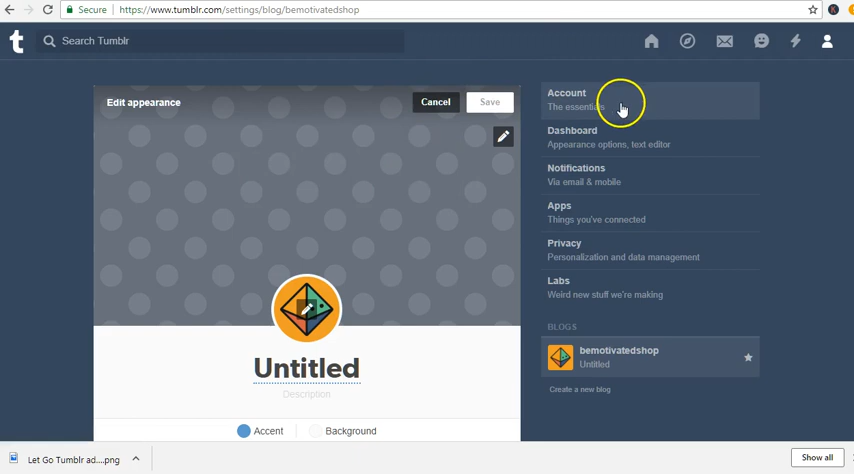 Secure
https://www.tumblr.com/settings/blog/bemotivatedshop
t
Search Tumblr
Edit appearance
Cancel
Save
Untitled
Description
Accent
Background
Account
The essentials
Dashboard
Appearance options, text editor
Notifications
Via email & mobile
Apps
Things you've connected
Privacy
Personalization and data management
Labs
Weird new stuff we're making
BLOGS
bemotivatedshop
Untitled
Create a new blog
Let Go Tumblr ad....png
Show all